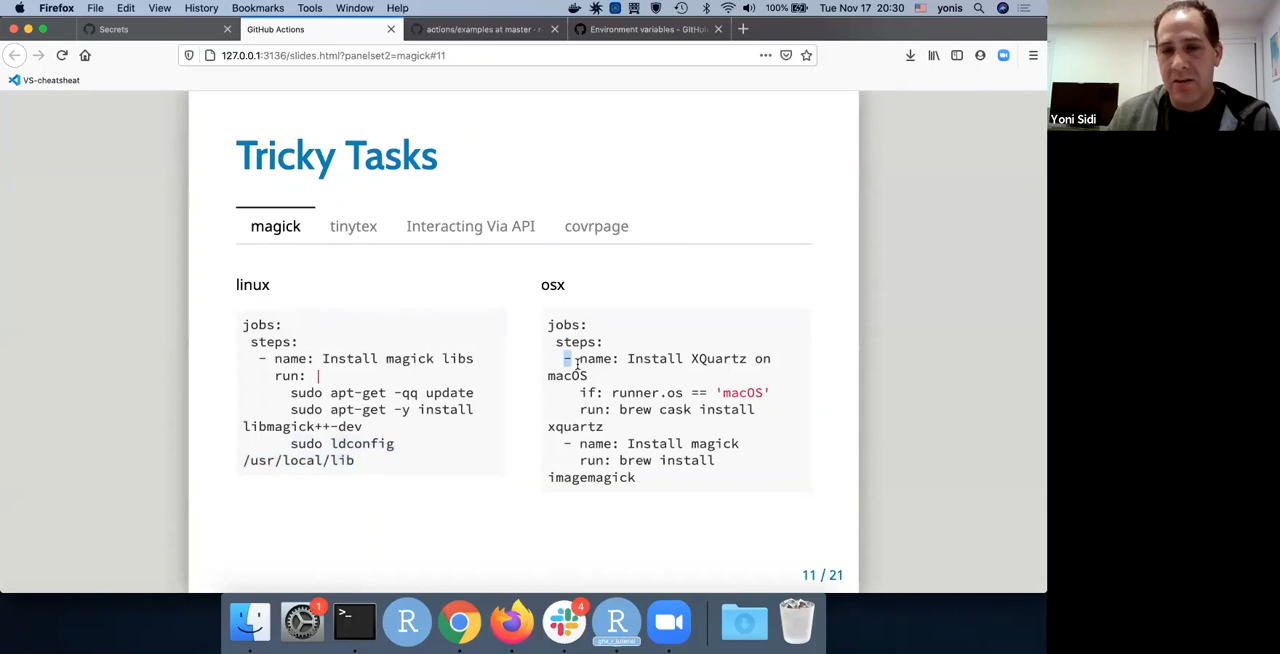 Firefox File Edit View History Bookmarks Tools Window Help 100% Tue Nov 17 20:30 yonis
Secrets
GitHub Actions
actions/examples at master · r-
Environment variables - GitHub
127.0.0.1:3136/slides.html?panelset2=magick#11
VS-cheatsheat
Yoni Sidi
Tricky Tasks
magick tinytex Interacting Via API covrpage
linux
jobs:
steps:
- name: Install magick libs
run: |
sudo apt-get -qq update
sudo apt-get -y install
libmagick++-dev
sudo ldconfig
/usr/local/lib
osx
jobs:
steps:
- name: Install XQuartz on
macOS
if: runner.os == 'macOS'
run: brew cask install
xquartz
- name: Install magick
run: brew install
imagemagick
11 / 21
1
>_
R
4
R